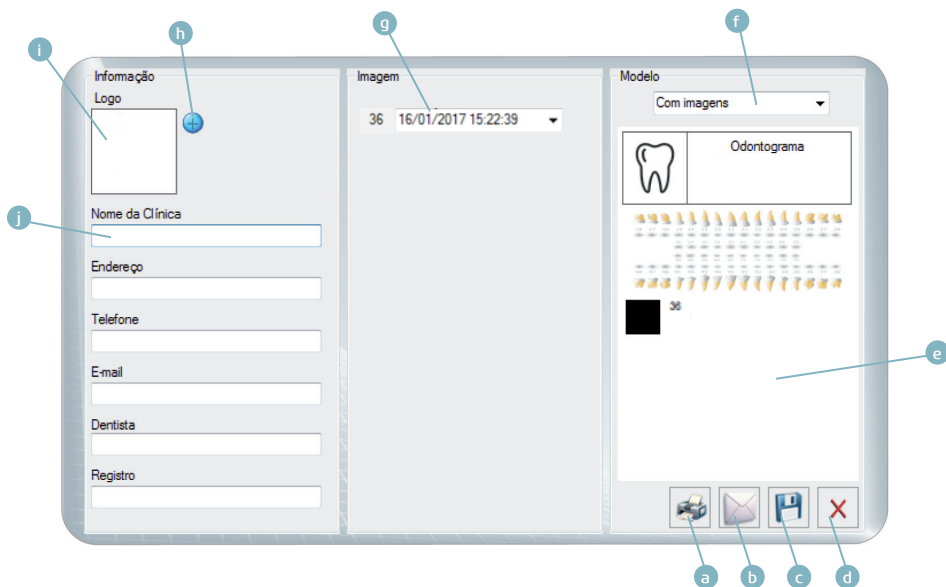 i
h
g
f
Informação
Imagem
Modelo
Logo
Com imagens
36 16/01/2017 15:22:39
Odontograma
j
Nome da Clínica
Endereço
36
Telefone
e
E-mail
Dentista
Registro
a
b
c
d